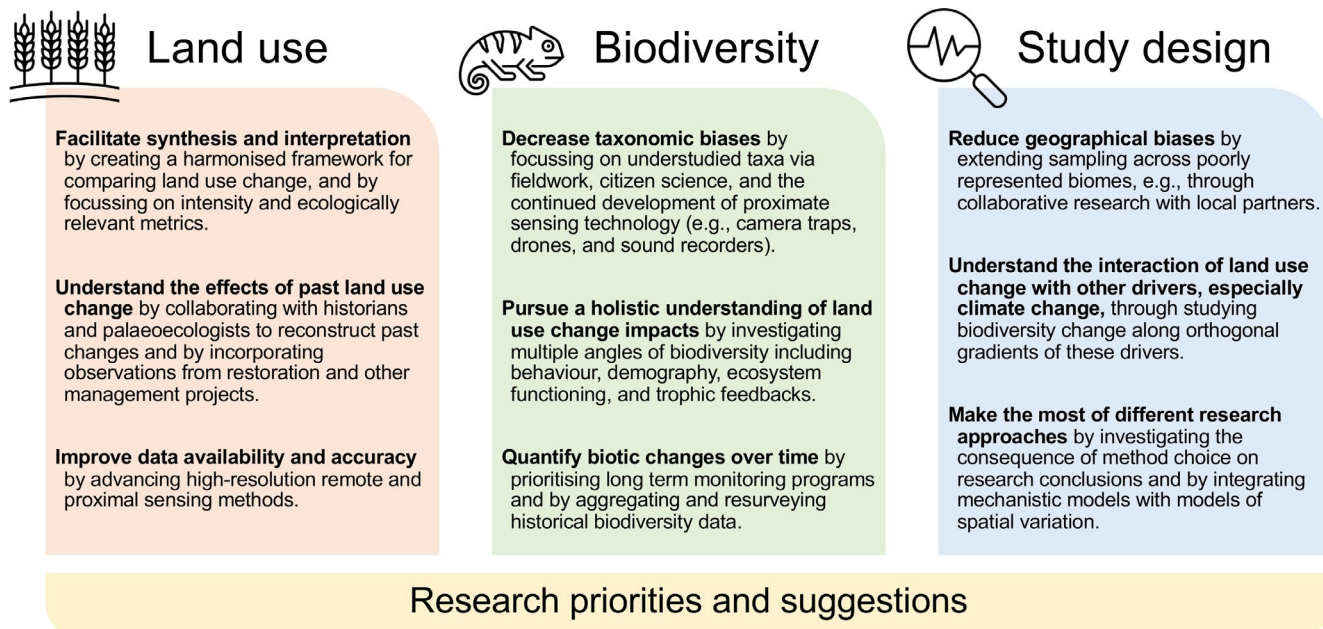 Land use
Facilitate synthesis and interpretation
by creating a harmonised framework for
comparing land use change, and by
focussing on intensity and ecologically
relevant metrics.
Understand the effects of past land use
change by collaborating with historians
and palaeoecologists to reconstruct past
changes and by incorporating
observations from restoration and other
management projects.
Improve data availability and accuracy
by advancing high-resolution remote and
proximal sensing methods.
Biodiversity
Decrease taxonomic biases by
focussing on understudied taxa via
fieldwork, citizen science, and the
continued development of proximate
sensing technology (e.g., camera traps,
drones, and sound recorders).
Pursue a holistic understanding of land
use change impacts by investigating
multiple angles of biodiversity including
behaviour, demography, ecosystem
functioning, and trophic feedbacks.
Quantify biotic changes over time by
prioritising long term monitoring programs
and by aggregating and resurveying
historical biodiversity data.
Study design
Reduce geographical biases by
extending sampling across poorly
represented biomes, e.g., through
collaborative research with local partners.
Understand the interaction of land use
change with other drivers, especially
climate change, through studying
biodiversity change along orthogonal
gradients of these drivers.
Make the most of different research
approaches by investigating the
consequence of method choice on
research conclusions and by integrating
mechanistic models with models of
spatial variation.
Research priorities and suggestions